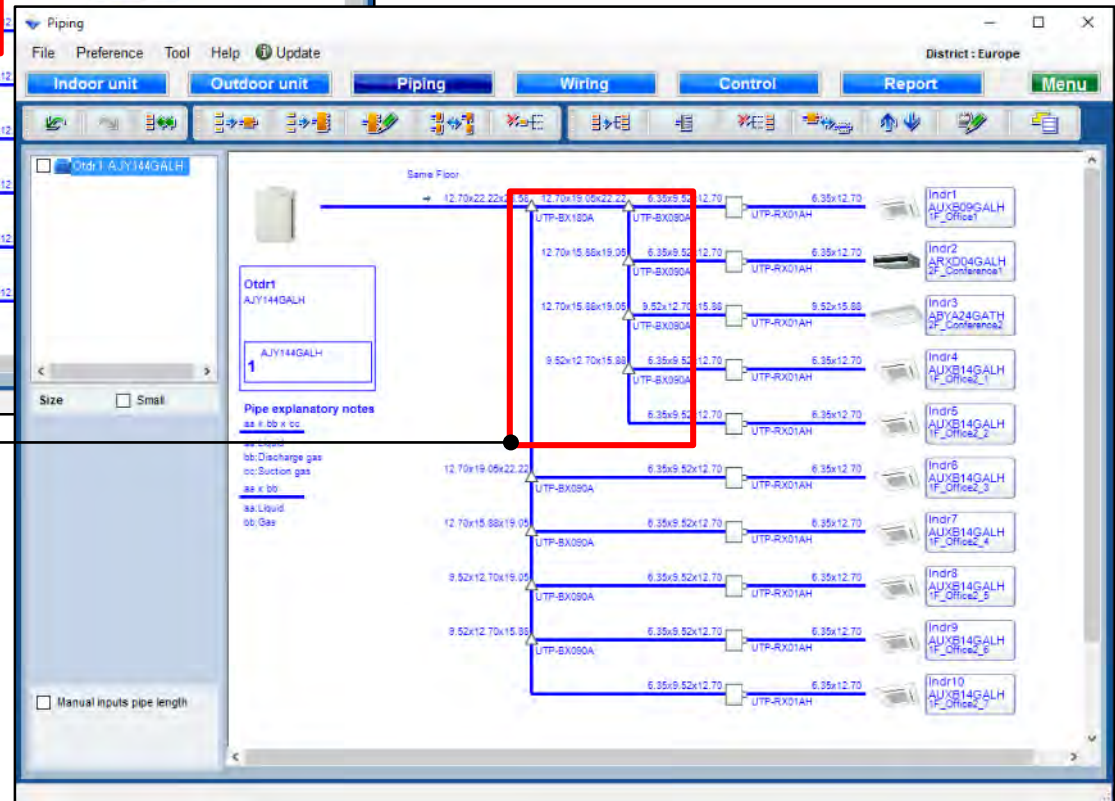 Piping
File Preference Tool Help Update
District : Europe
Indoor unit Outdoor unit Piping Wiring Control Report Menu
Otdr1 AJY144GALH
Size Small
Manual inputs pipe length
Same Floor
Otdr1
AJY144GALH
AJY144GALH
1
Pipe explanatory notes
aa x bb x cc
aa:Liquid
bb:Discharge gas
cc:Suction gas
aa x bb
aa:Liquid
bb:Gas
12.70x19.05x22.22 6.35x9.52x12.70 6.35x12.70
UTP-BX180A UTP-BX090A UTP-RX01AH
Indr1
AUXB09GALH
1F_Office1
12.70x15.88x19.05 6.35x9.52x12.70 6.35x12.70
UTP-BX090A UTP-RX01AH
Indr2
ARXD04GALH
2F_Conference1
12.70x15.88x19.05 9.52x12.70x15.88 9.52x15.88
UTP-BX090A UTP-RX01AH
Indr3
ABYA24GATH
2F_Conference2
9.52x12.70x15.88 6.35x9.52x12.70 6.35x12.70
UTP-BX090A UTP-RX01AH
Indr4
AUXB14GALH
1F_Office2_1
6.35x9.52x12.70 6.35x12.70
UTP-RX01AH
Indr5
AUXB14GALH
1F_Office2_2
12.70x19.05x22.22 6.35x9.52x12.70 6.35x12.70
UTP-BX090A UTP-RX01AH
Indr6
AUXB14GALH
1F_Office2_3
12.70x15.88x19.05 6.35x9.52x12.70 6.35x12.70
UTP-BX090A UTP-RX01AH
Indr7
AUXB14GALH
1F_Office2_4
9.52x12.70x19.05 6.35x9.52x12.70 6.35x12.70
UTP-BX090A UTP-RX01AH
Indr8
AUXB14GALH
1F_Office2_5
9.52x12.70x15.88 6.35x9.52x12.70 6.35x12.70
UTP-BX090A UTP-RX01AH
Indr9
AUXB14GALH
1F_Office2_6
6.35x9.52x12.70 6.35x12.70
UTP-RX01AH
Indr10
AUXB14GALH
1F_Office2_7